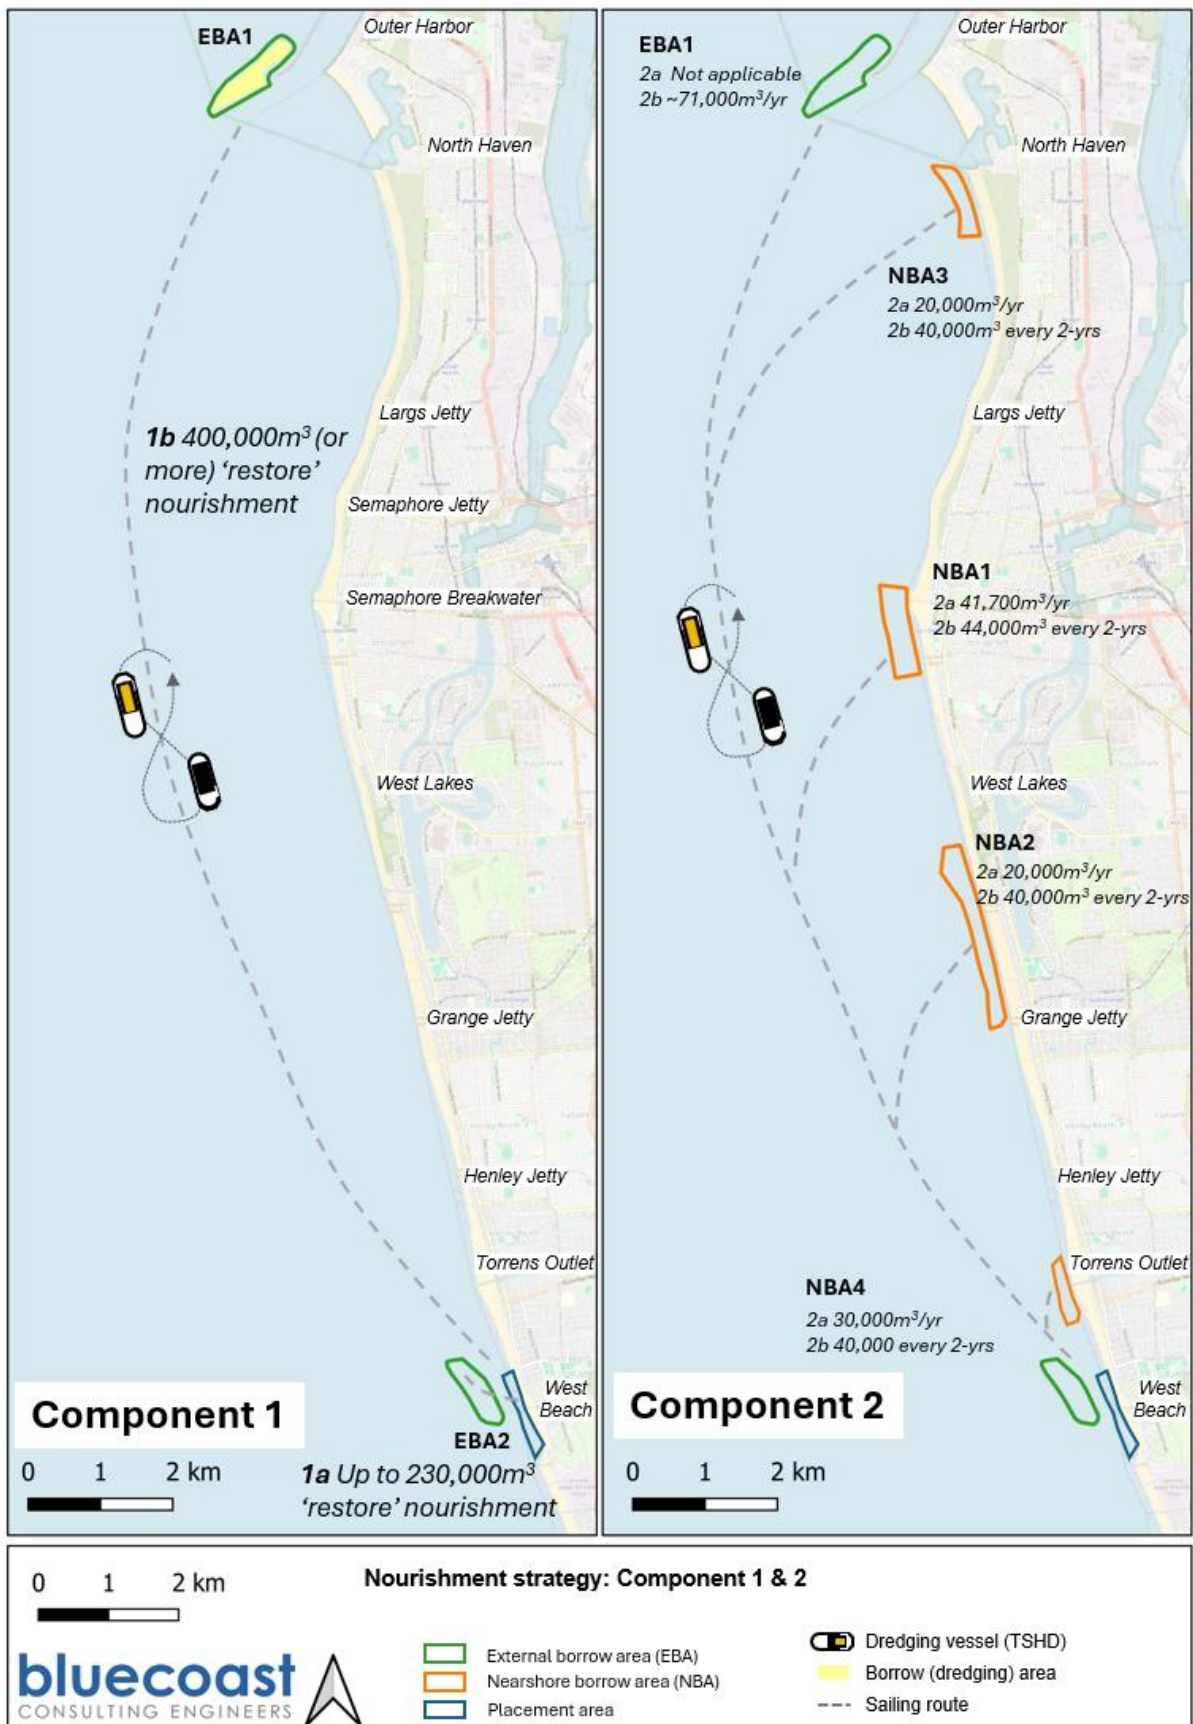 EBA1
Outer Harbor
North Haven
Largs Jetty
1b 400,000m³ (or
more) ‘restore’
nourishment
Semaphore Jetty
Semaphore Breakwater
West Lakes
Grange Jetty
Henley Jetty
Torrens Outlet
West
Beach
EBA2
Component 1
1a Up to 230,000m³
‘restore’ nourishment
0 1 2 km
EBA1
2a Not applicable
2b ~71,000m³/yr
Outer Harbor
North Haven
NBA3
2a 20,000m³/yr
2b 40,000m³ every 2-yrs
Largs Jetty
NBA1
2a 41,700m³/yr
2b 44,000m³ every 2-yrs
West Lakes
NBA2
2a 20,000m³/yr
2b 40,000m³ every 2-yrs
Grange Jetty
Henley Jetty
Torrens Outlet
NBA4
2a 30,000m³/yr
2b 40,000 every 2-yrs
West
Beach
Component 2
0 1 2 km
0 1 2 km
Nourishment strategy: Component 1 & 2
bluecoast
CONSULTING ENGINEERS
External borrow area (EBA)
Nearshore borrow area (NBA)
Placement area
Dredging vessel (TSHD)
Borrow (dredging) area
Sailing route